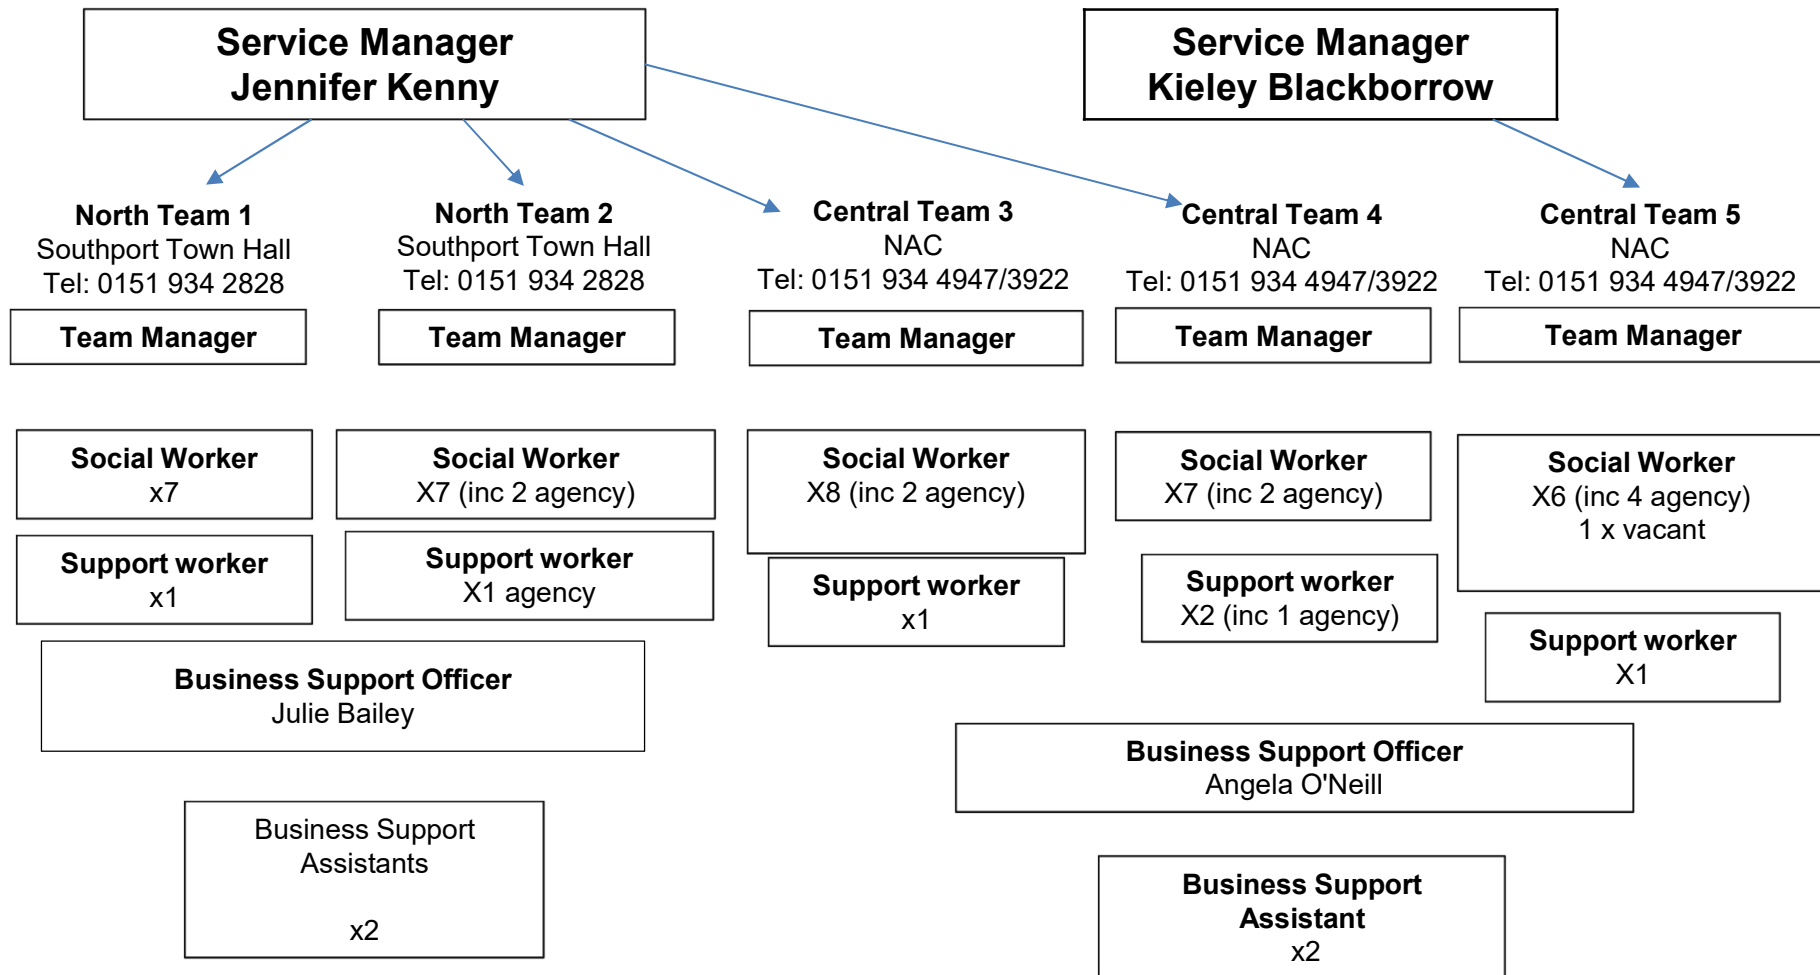 Service Manager
Jennifer Kenny
Service Manager
Kieley Blackborrow
North Team 1
Southport Town Hall
Tel: 0151 934 2828
North Team 2
Southport Town Hall
Tel: 0151 934 2828
Central Team 3
NAC
Tel: 0151 934 4947/3922
Central Team 4
NAC
Tel: 0151 934 4947/3922
Central Team 5
NAC
Tel: 0151 934 4947/3922
Team Manager
Team Manager
Team Manager
Team Manager
Team Manager
Social Worker
x7
Social Worker
X7 (inc 2 agency)
Social Worker
X8 (inc 2 agency)
Social Worker
X7 (inc 2 agency)
Social Worker
X6 (inc 4 agency)
1 x vacant
Support worker
x1
Support worker
X1 agency
Support worker
x1
Support worker
X2 (inc 1 agency)
Support worker
X1
Business Support Officer
Julie Bailey
Business Support Officer
Angela O'Neill
Business Support
Assistants
x2
Business Support
Assistant
x2